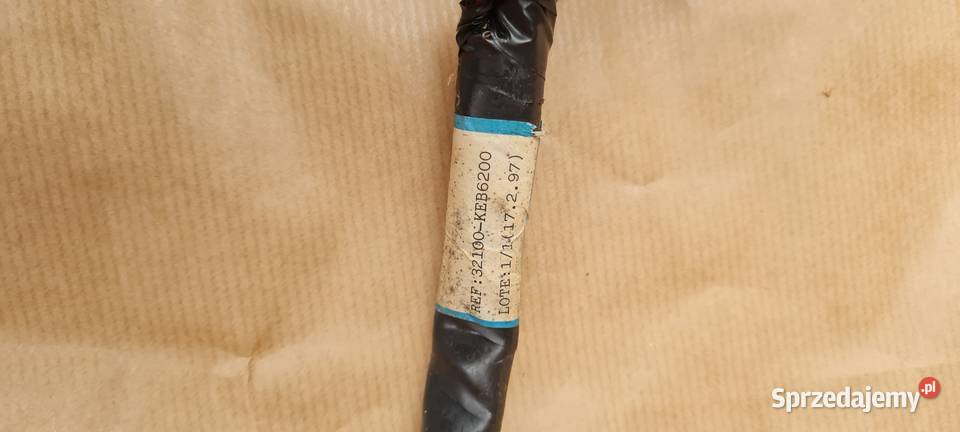 REF:32100-KEB6200
LOTE:1/1(17.2.97)
Sprzedajemy.pl